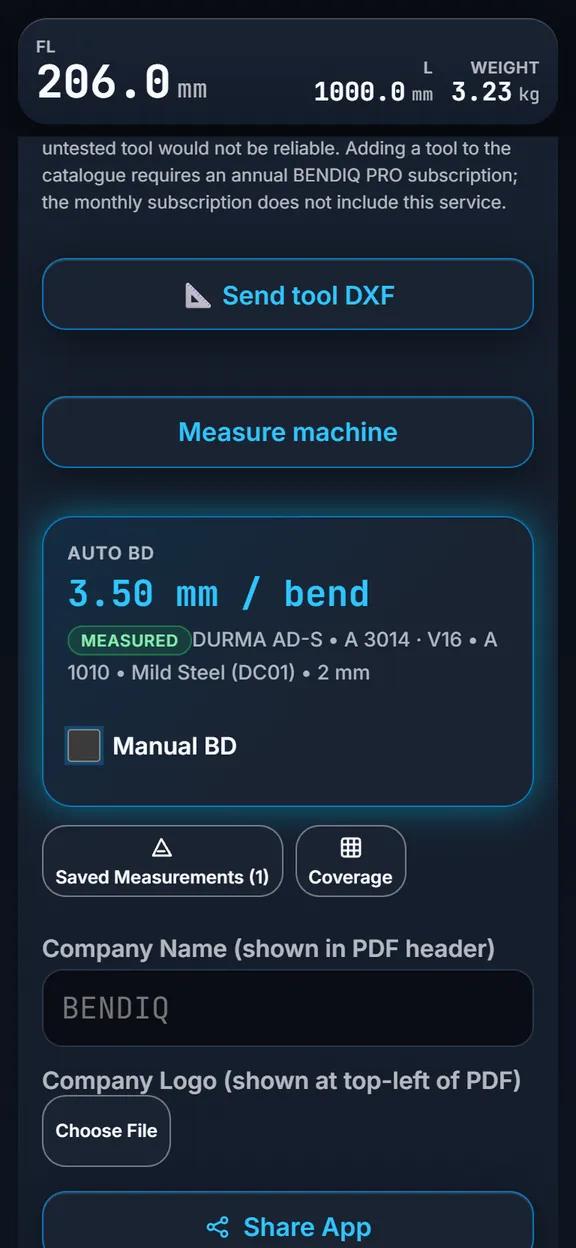 FL
206.0 mm
L
1000.0 mm
WEIGHT
3.23 kg
untested tool would not be reliable. Adding a tool to the
catalogue requires an annual BENDIQ PRO subscription;
the monthly subscription does not include this service.
Send tool DXF
Measure machine
AUTO BD
3.50 mm / bend
MEASURED DURMA AD-S • A 3014 · V16 • A
1010 • Mild Steel (DC01) • 2 mm
Manual BD
Saved Measurements (1)
Coverage
Company Name (shown in PDF header)
BENDIQ
Company Logo (shown at top-left of PDF)
Choose File
Share App